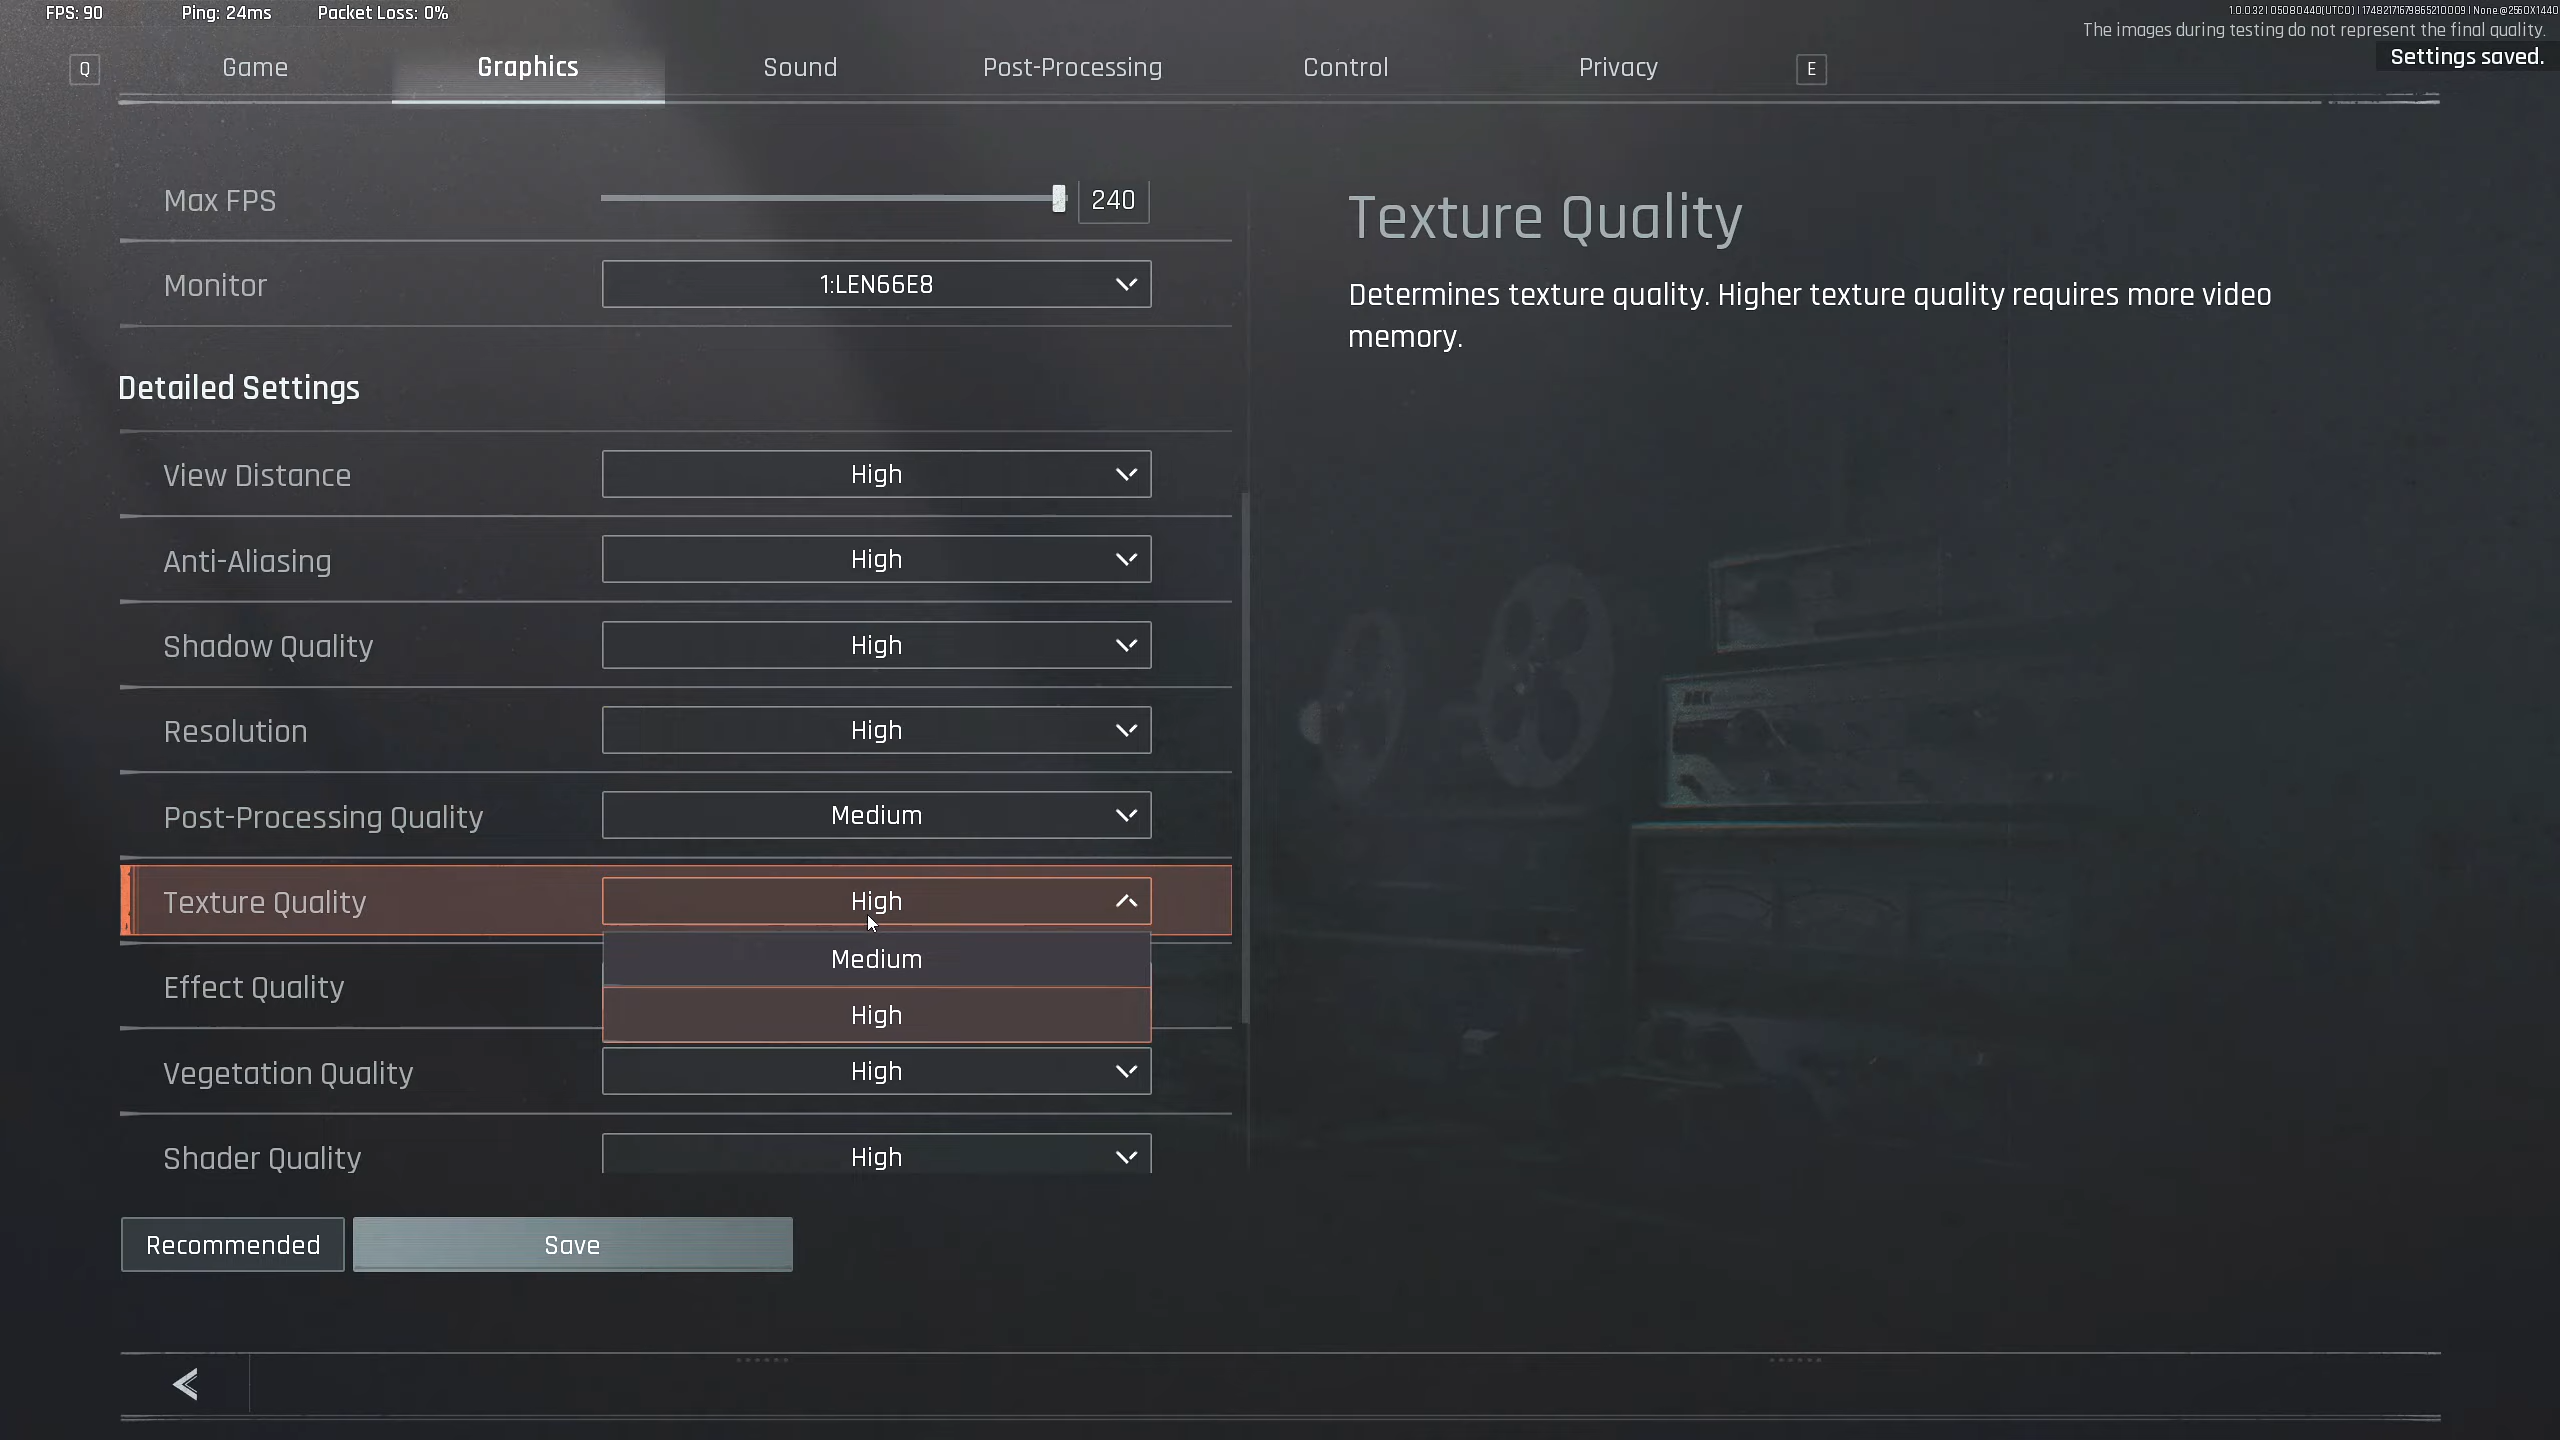 FPS: 90 Ping: 24ms Packet Loss: 0%
The images during testing do not represent the final quality.
Settings saved.
Q Game Graphics Sound Post-Processing Control Privacy E
Max FPS 240
Monitor 1:LEN66E8
Detailed Settings
View Distance High
Anti-Aliasing High
Shadow Quality High
Resolution High
Post-Processing Quality Medium
Texture Quality High
Medium
Effect Quality
High
Vegetation Quality High
Shader Quality High
Recommended Save
Texture Quality
Determines texture quality. Higher texture quality requires more video
memory.